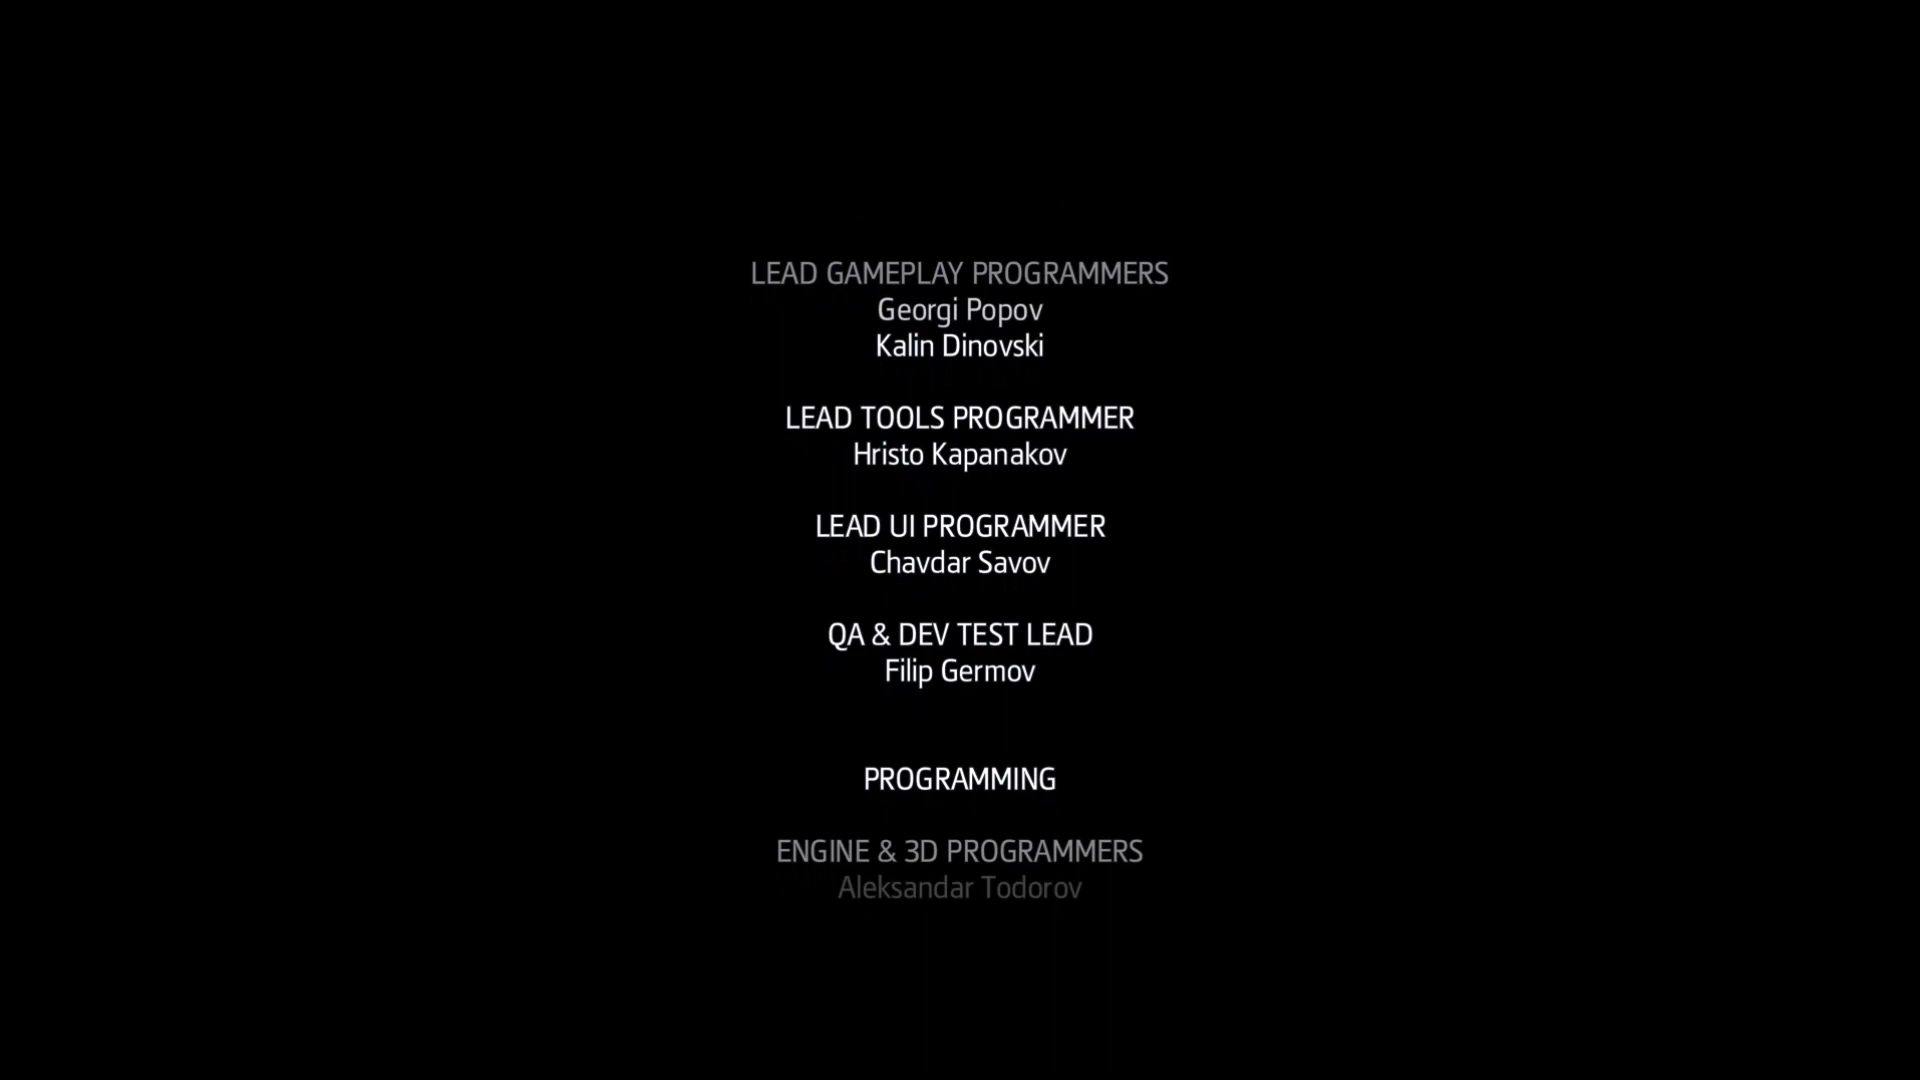 LEAD GAMEPLAY PROGRAMMERS
Georgi Popov
Kalin Dinovski
LEAD TOOLS PROGRAMMER
Hristo Kapanakov
LEAD UI PROGRAMMER
Chavdar Savov
QA & DEV TEST LEAD
Filip Germov
PROGRAMMING
ENGINE & 3D PROGRAMMERS
Aleksandar Todorov